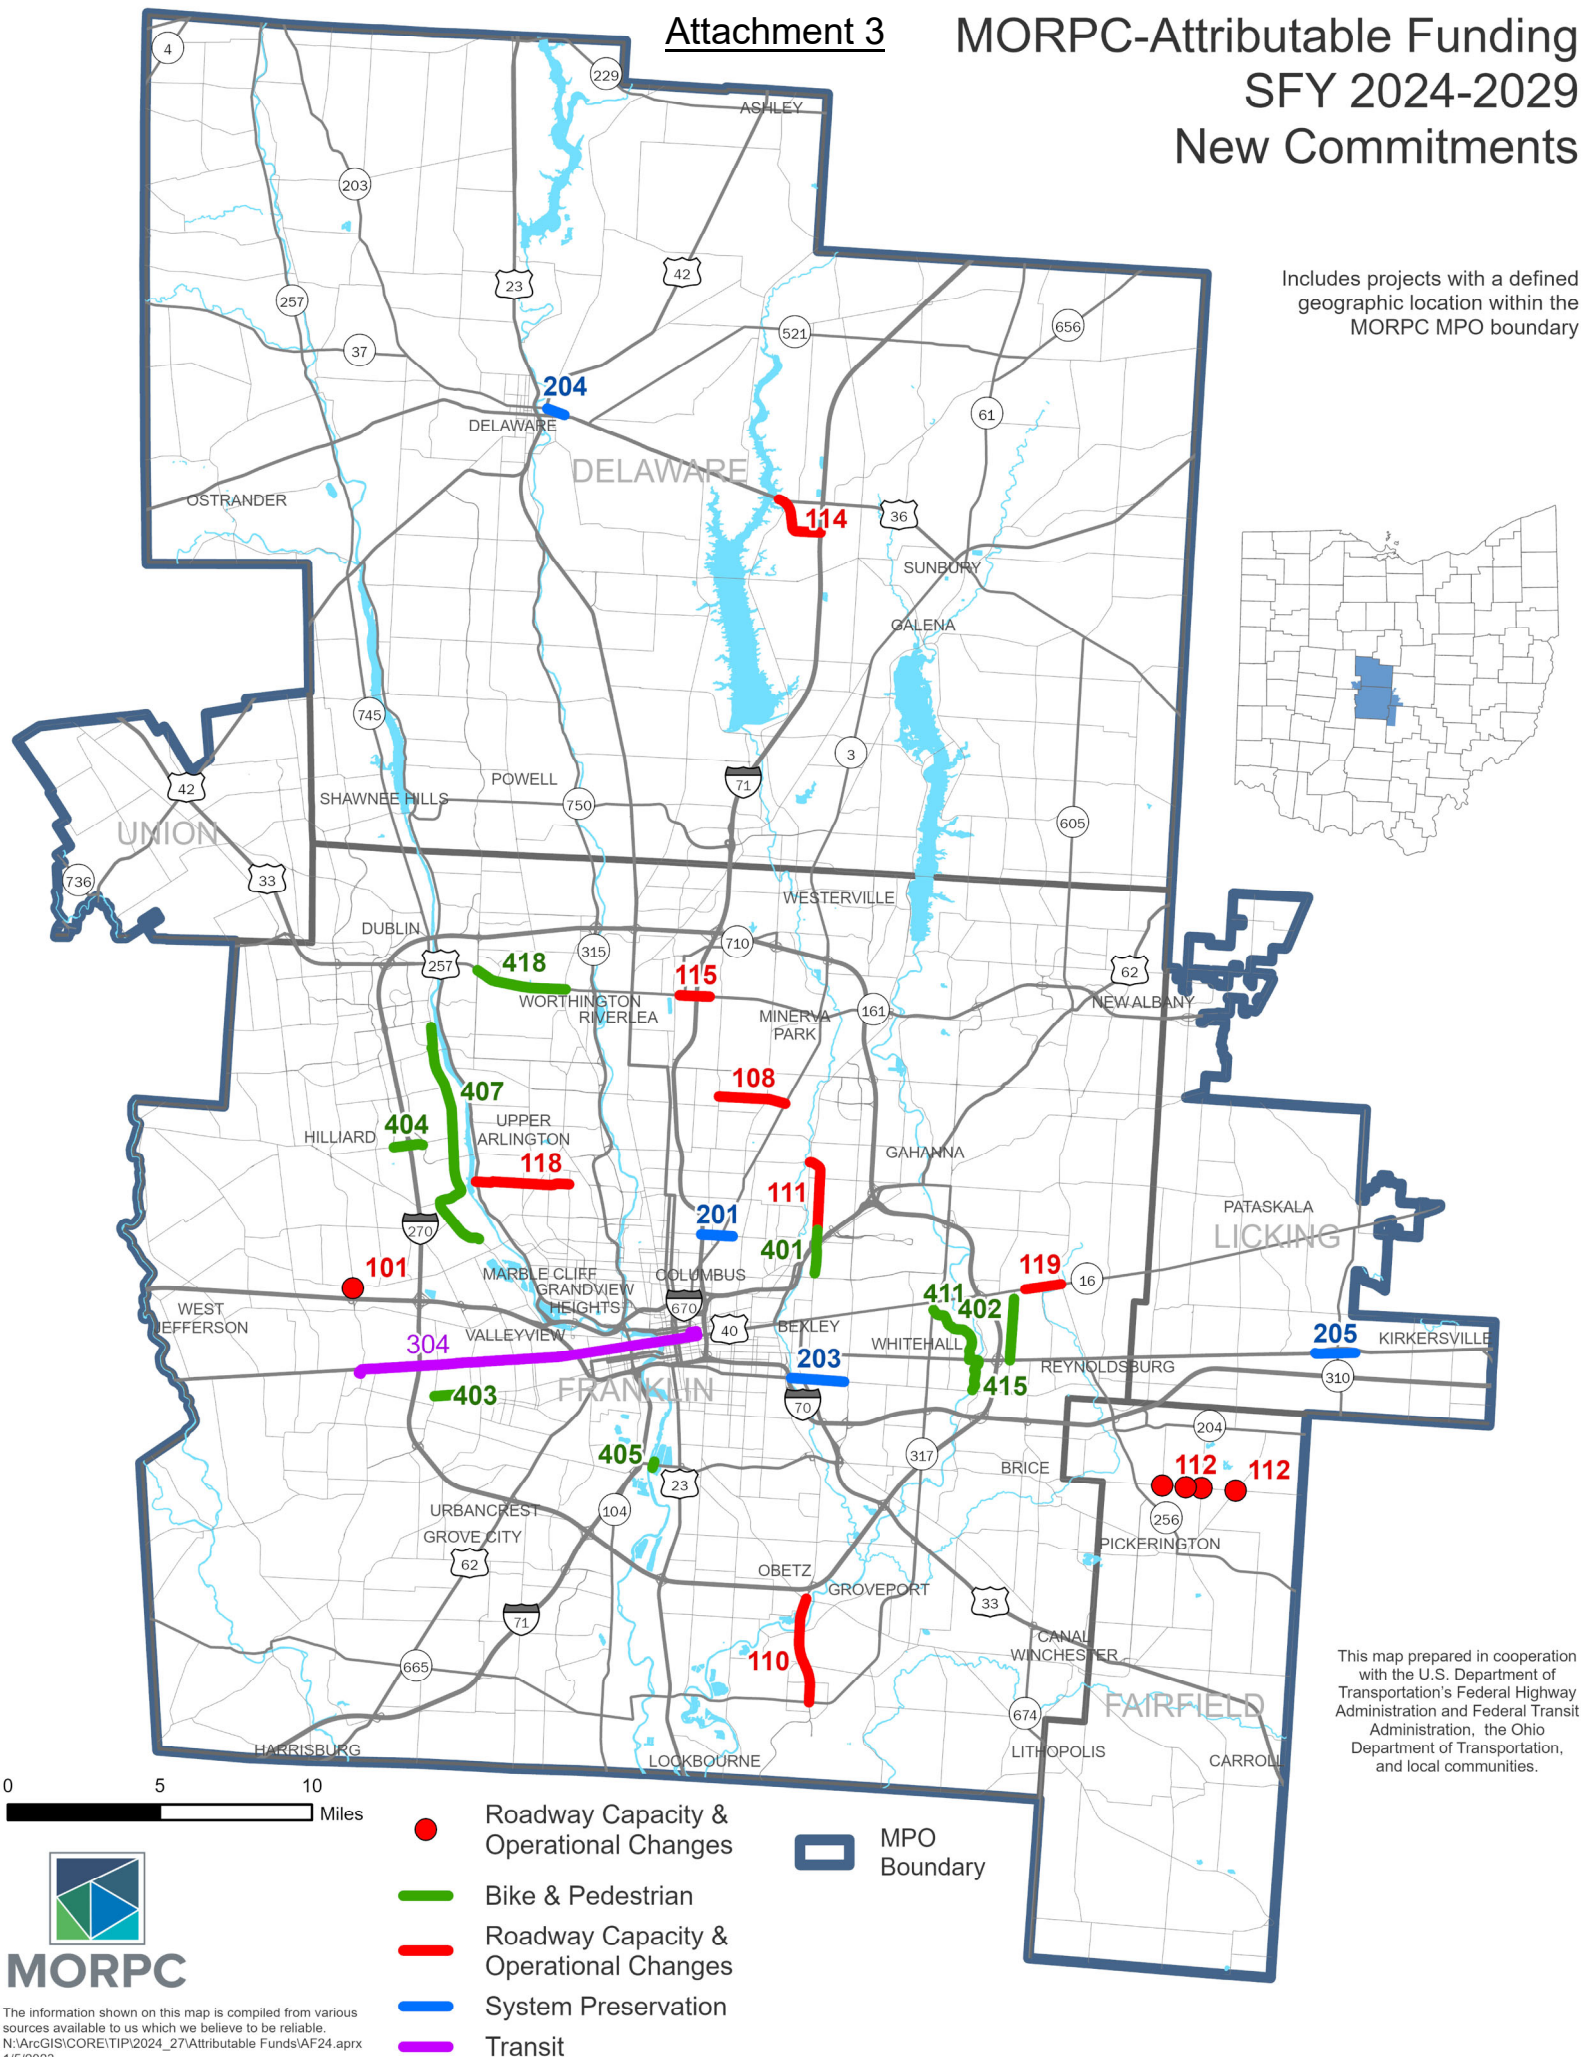 Attachment 3
MORPC-Attributable Funding
SFY 2024-2029
New Commitments
Includes projects with a defined
geographic location within the
MORPC MPO boundary
4
229
ASHLEY
203
23
42
257
521
656
37
204
61
DELAWARE
DELAWARE
OSTRANDER
114
36
SUNBURY
GALENA
745
3
71
POWELL
42
SHAWNEE HILLS
750
605
UNION
736
33
WESTERVILLE
DUBLIN
710
315
257
418
115
62
WORTHINGTON
RIVERLEA
NEW ALBANY
MINERVA
PARK
161
108
407
404
UPPER
ARLINGTON
HILLIARD
GAHANNA
118
111
PATASKALA
201
270
LICKING
401
101
119
16
MARBLE CLIFF
COLUMBUS
GRANDVIEW
HEIGHTS
411
402
670
WEST
JEFFERSON
40
BEXLEY
VALLEYVIEW
304
WHITEHALL
205
KIRKERSVILLE
203
REYNOLDSBURG
310
403
FRANKLIN
415
70
204
405
317
BRICE
112
112
23
URBANCREST
104
256
GROVE CITY
PICKERINGTON
62
OBETZ
GROVEPORT
71
33
CANAL
WINCHESTER
110
665
FAIRFIELD
674
HARRISBURG
LOCKBOURNE
LITHOPOLIS
CARROLL
This map prepared in cooperation
with the U.S. Department of
Transportation's Federal Highway
Administration and Federal Transit
Administration, the Ohio
Department of Transportation,
and local communities.
0 5 10
Miles
Roadway Capacity &
Operational Changes
MPO
Boundary
Bike & Pedestrian
Roadway Capacity &
Operational Changes
System Preservation
Transit
MORPC
The information shown on this map is compiled from various
sources available to us which we believe to be reliable.
N:\ArcGIS\CORE\TIP\2024_27\Attributable Funds\AF24.aprx